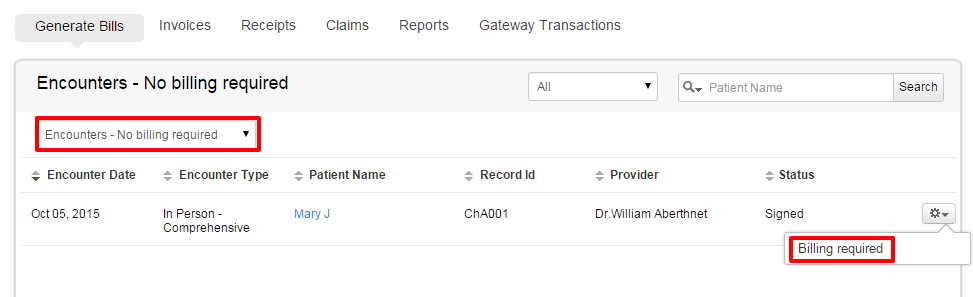 Generate Bills Invoices Receipts Claims Reports Gateway Transactions
Encounters - No billing required All Patient Name Search
Encounters - No billing required
Encounter Date Encounter Type Patient Name Record Id Provider Status
Oct 05, 2015 In Person - Mary J ChA001 Dr.William Aberthnet Signed
Comprehensive
Billing required